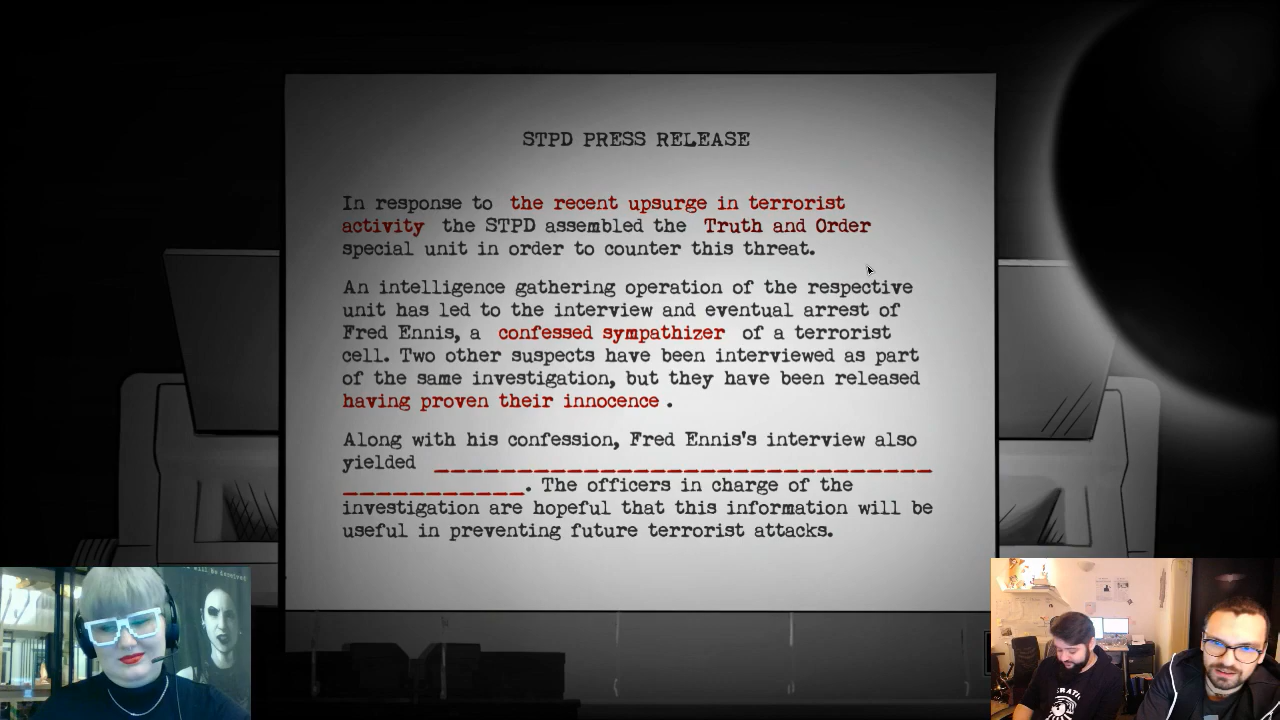 STPD PRESS RELEASE
In response to the recent upsurge in terrorist
activity the STPD assembled the Truth and Order
special unit in order to counter this threat.
An intelligence gathering operation of the respective
unit has led to the interview and eventual arrest of
Fred Ennis, a confessed sympathizer of a terrorist
cell. Two other suspects have been interviewed as part
of the same investigation, but they have been released
having proven their innocence .
Along with his confession, Fred Ennis's interview also
yielded
. The officers in charge of the
investigation are hopeful that this information will be
useful in preventing future terrorist attacks.